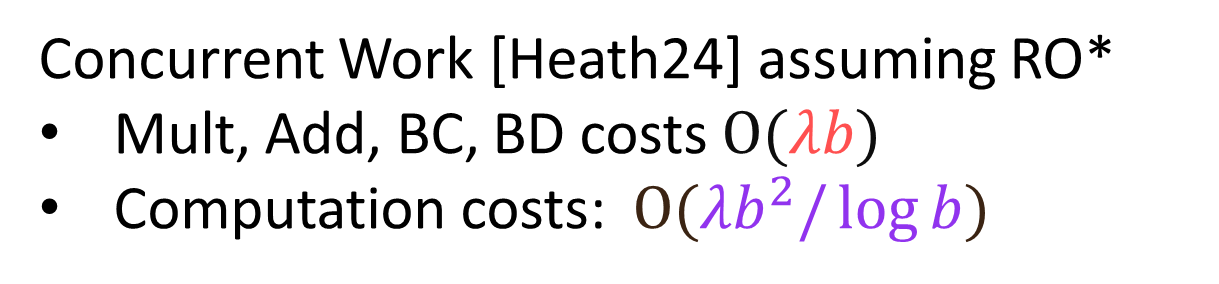 Concurrent Work [Heath24] assuming RO*
• Mult, Add, BC, BD costs O(λb)
• Computation costs: O(λb²/log b)